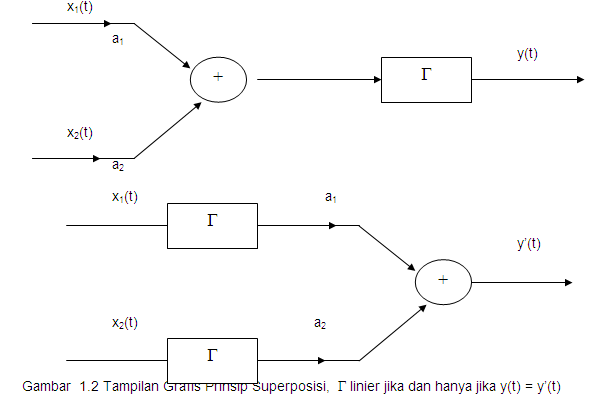 x₁(t)
a₁
+
Γ
y(t)
x₂(t)
a₂
x₁(t)
Γ
a₁
+
y'(t)
x₂(t)
Γ
a₂
Gambar 1.2 Tampilan Grafis Prinsip Superposisi, Γ linier jika dan hanya jika y(t) = y'(t)